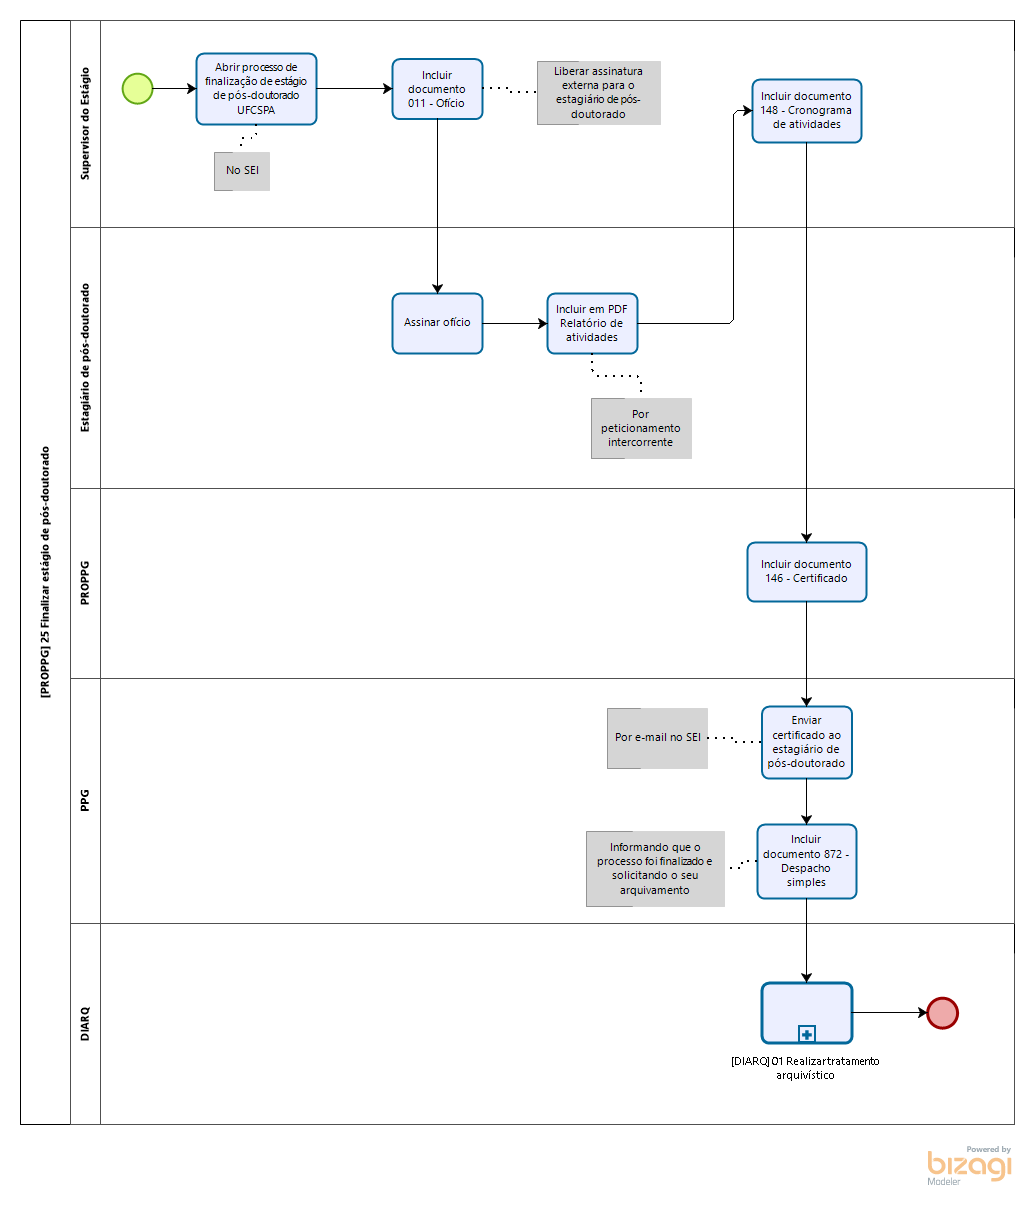 [PROPPG] 25 Finalizar estágio de pós-doutorado
Supervisor do Estágio
Abrir processo de
finalização de estágio
de pós-doutorado
UFCSPA
No SEI
Incluir
documento
011 - Ofício
Liberar assinatura
externa para o
estagiário de pós-
doutorado
Incluir documento
148 - Cronograma
de atividades
Estagiário de pós-doutorado
Assinar ofício
Incluir em PDF
Relatório de
atividades
Por
peticionamento
intercorrente
PROPPG
Incluir documento
146 - Certificado
PPG
Por e-mail no SEI
Enviar
certificado ao
estagiário de
pós-doutorado
Informando que o
processo foi finalizado e
solicitando o seu
arquivamento
Incluir
documento 872 -
Despacho
simples
DIARQ
[DIARQ] 01 Realizar tratamento
arquivístico
Powered by
bizagi
Modeler